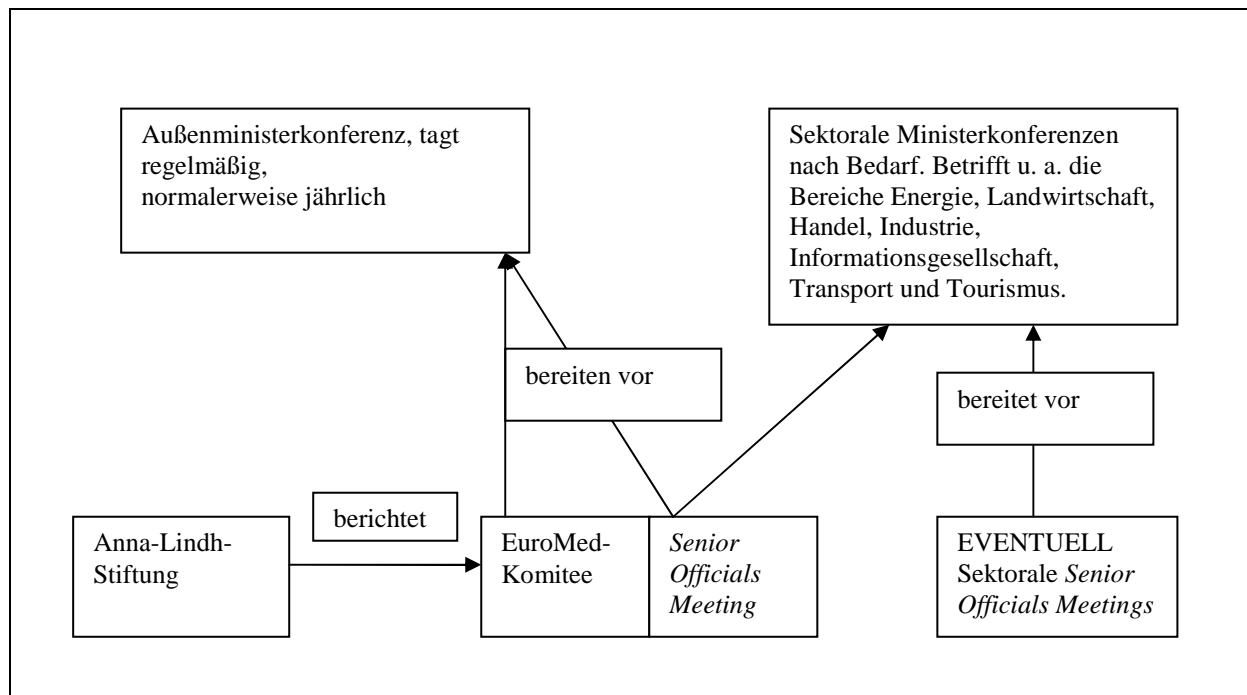 Außenministerkonferenz, tagt
regelmäßig,
normalerweise jährlich
Sektorale Ministerkonferenzen
nach Bedarf. Betrifft u. a. die
Bereiche Energie, Landwirtschaft,
Handel, Industrie,
Informationsgesellschaft,
Transport und Tourismus.
bereiten vor
bereitet vor
berichtet
Anna-Lindh-
Stiftung
EuroMed-
Komitee
Senior
Officials
Meeting
EVENTUELL
Sektorale Senior
Officials Meetings